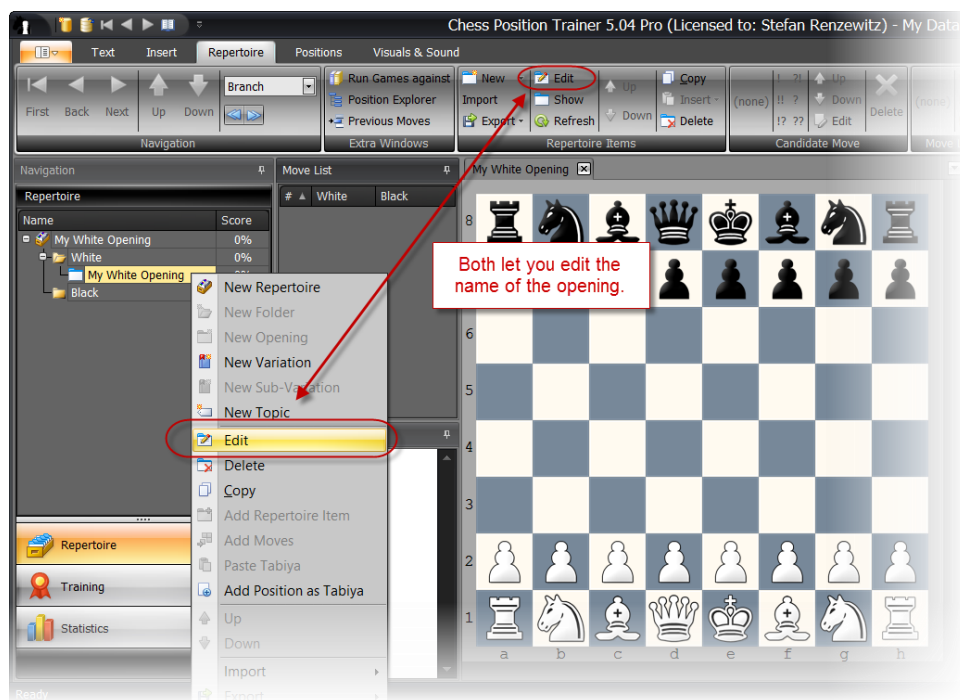 Chess Position Trainer 5.04 Pro (Licensed to: Stefan Renzewitz) - My Data
Text Insert Repertoire Positions Visuals & Sound
First Back Next Up Down
Branch
Navigation
Run Games against
Position Explorer
Previous Moves
Extra Windows
New Edit Up Copy
Import Show Down Insert
Export Refresh Delete
Repertoire Items
(none) ! ?! Up
!! ? Down
!? ?? Edit
Delete
Candidate Move
(none)
Move
Navigation
Repertoire
Name Score
My White Opening 0%
White 0%
My White Opening 0%
Black
Move List
# White Black
My White Opening
Both let you edit the
name of the opening.
New Repertoire
New Folder
New Opening
New Variation
New Sub-Variation
New Topic
Edit
Delete
Copy
Add Repertoire Item
Add Moves
Paste Tabiya
Add Position as Tabiya
Up
Down
Import
Export
Repertoire
Training
Statistics
Ready
8
6
5
4
3
2
1
a b c d e f g h